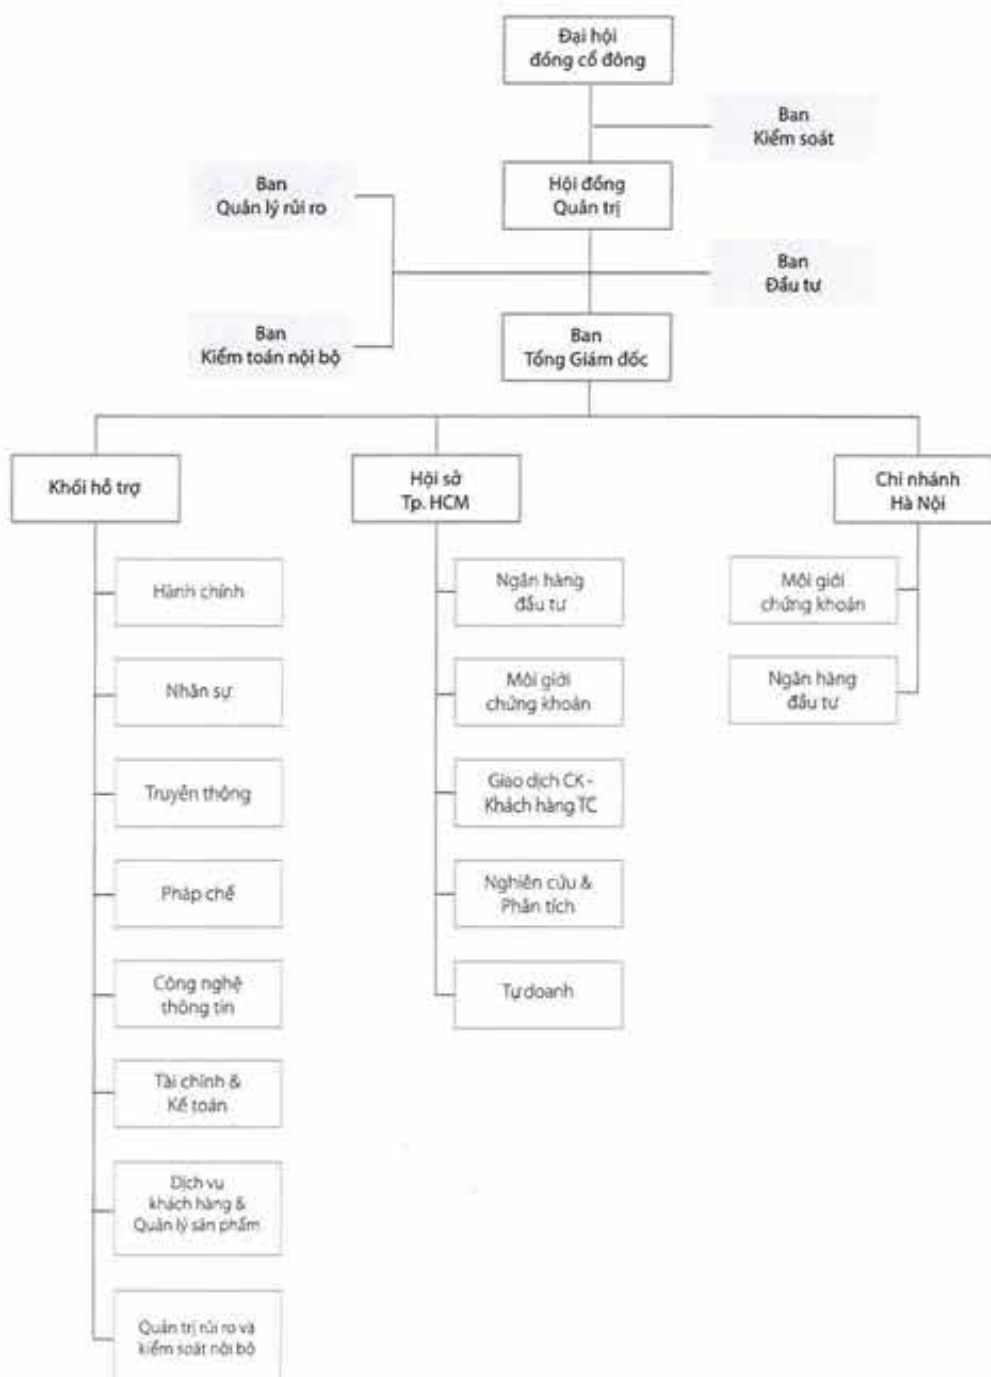 Đại hội
đồng cổ đông
Ban
Kiểm soát
Ban
Quản lý rủi ro
Hội đồng
Quản trị
Ban
Đầu tư
Ban
Kiểm toán nội bộ
Ban
Tổng Giám đốc
Khối hỗ trợ
Hội sở
Tp. HCM
Chi nhánh
Hà Nội
Hành chính
Nhân sự
Truyền thông
Pháp chế
Công nghệ
thông tin
Tài chính &
Kế toán
Dịch vụ
khách hàng &
Quản lý sản phẩm
Quản trị rủi ro và
kiểm soát nội bộ
Ngân hàng
đầu tư
Môi giới
chứng khoán
Giao dịch CK -
Khách hàng TC
Nghiên cứu &
Phân tích
Tự doanh
Môi giới
chứng khoán
Ngân hàng
đầu tư